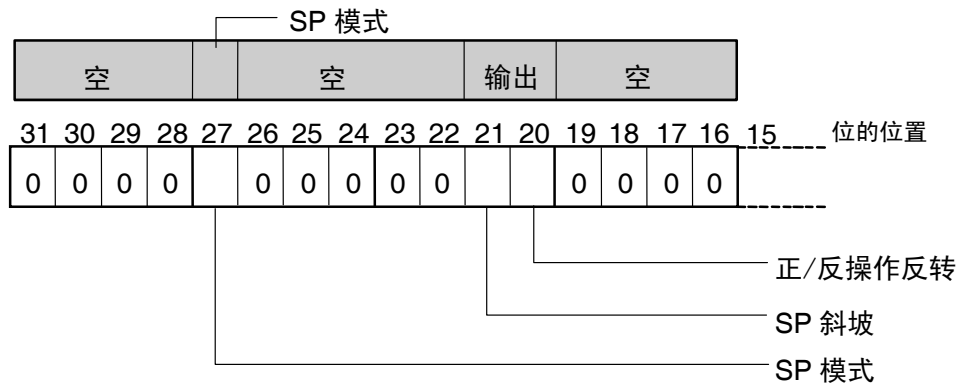 SP 模式
空 空 输出 空
31 30 29 28 27 26 25 24 23 22 21 20 19 18 17 16 15 位的位置
0 0 0 0 0 0 0 0 0 0 0 0 0
正/反操作反转
SP 斜坡
SP 模式